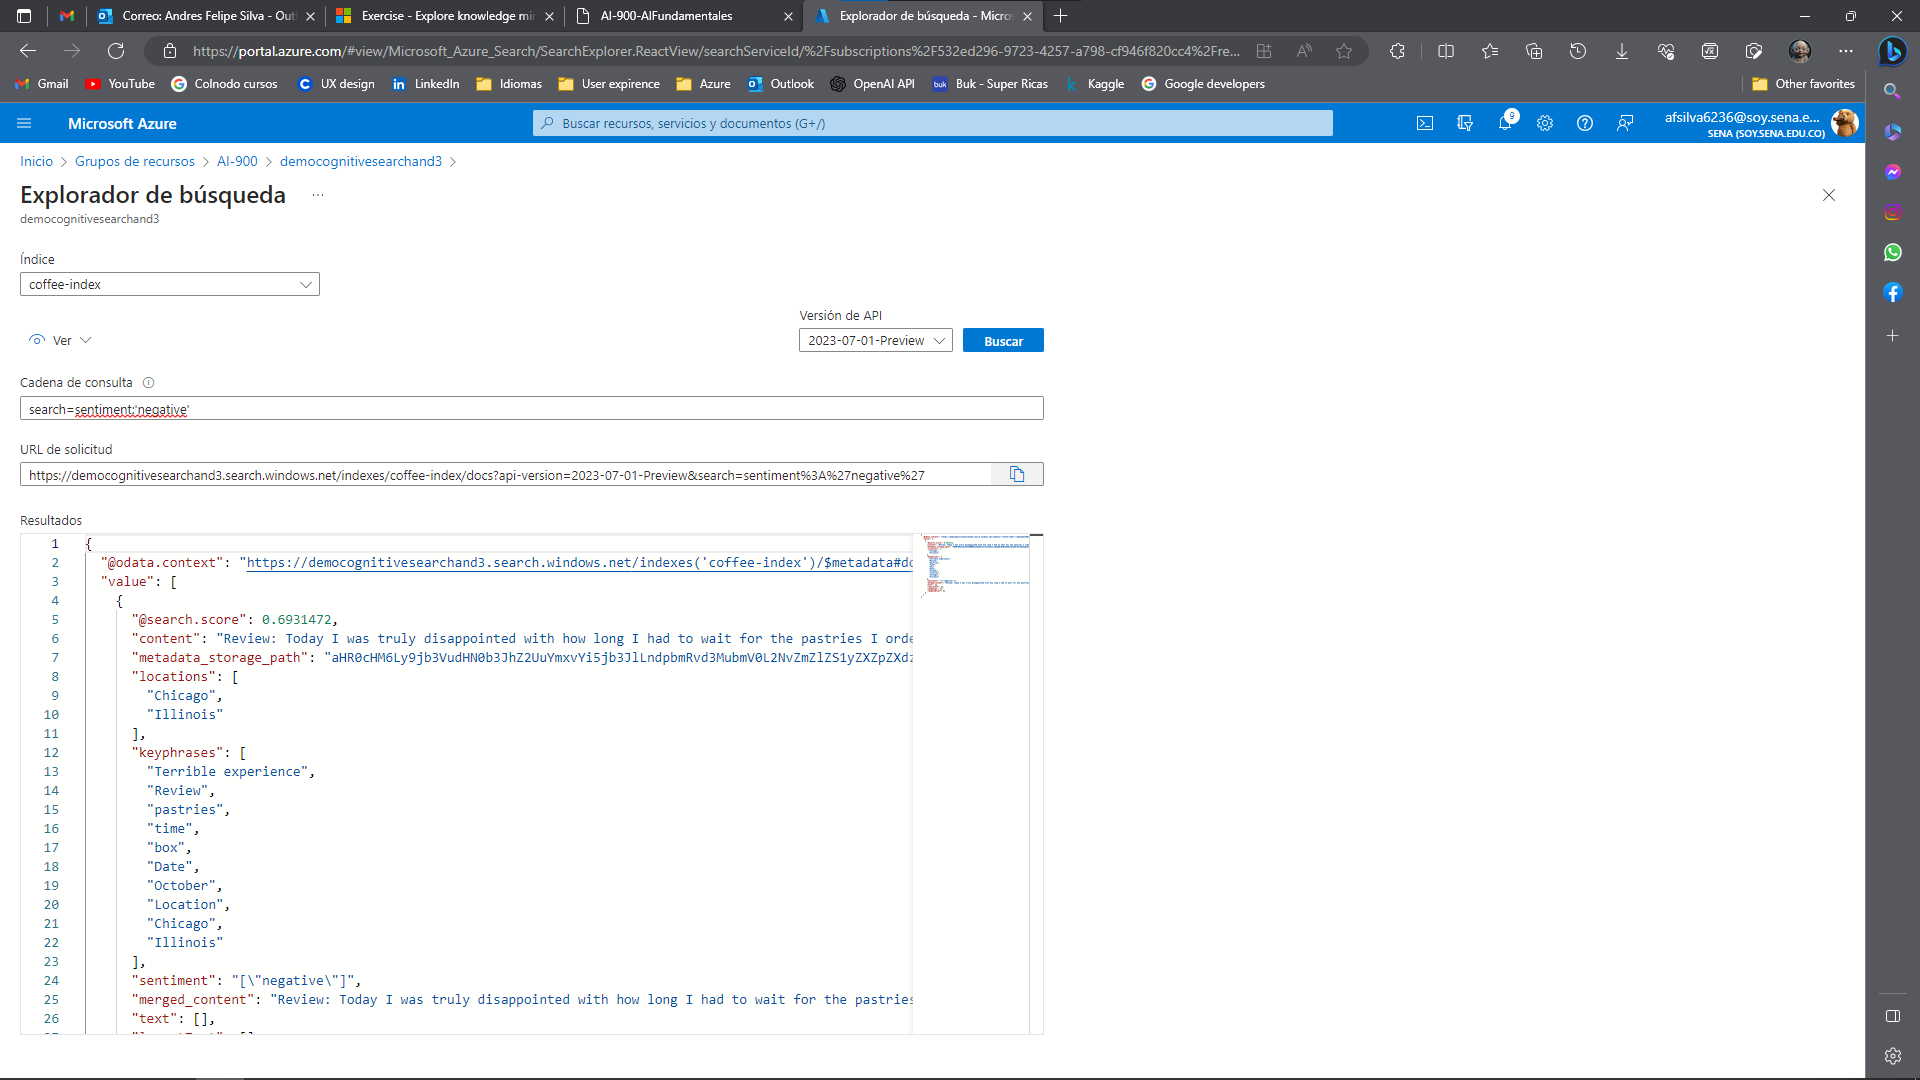 Correo: Andres Felipe Silva - Out
Exercise - Explore knowledge min
AI-900-AIFundamentales
Explorador de búsqueda - Micros
https://portal.azure.com/#view/Microsoft_Azure_Search/SearchExplorer.ReactView/searchServiceId/%2Fsubscriptions%2F532ed296-9723-4257-a798-cf946f820cc4%2Fre...
Gmail
YouTube
Colnodo cursos
UX design
LinkedIn
Idiomas
User expirence
Azure
Outlook
OpenAI API
buk
Buk - Super Ricas
Kaggle
Google developers
Other favorites
Microsoft Azure
Buscar recursos, servicios y documentos (G+/)
9
afsilva6236@soy.sena.e...
SENA (SOY.SENA.EDU.CO)
Inicio > Grupos de recursos > AI-900 > democognitivesearchand3 >
Explorador de búsqueda ...
democognitivesearchand3
Índice
coffee-index
Versión de API
Ver
2023-07-01-Preview
Buscar
Cadena de consulta
search=sentiment:'negative'
URL de solicitud
https://democognitivesearchand3.search.windows.net/indexes/coffee-index/docs?api-version=2023-07-01-Preview&search=sentiment%3A%27negative%27
Resultados
1 {
2 "@odata.context": "https://democognitivesearchand3.search.windows.net/indexes('coffee-index')/$metadata#do
3 "value": [
4 {
5 "@search.score": 0.6931472,
6 "content": "Review: Today I was truly disappointed with how long I had to wait for the pastries I orde
7 "metadata_storage_path": "aHR0cHM6Ly9jb3VudHN0b3JhZ2UuYmxvYi5jb3JlLndpbmRvd3MubmV0L2NvZmZlZS1yZXZpZXdz
8 "locations": [
9 "Chicago",
10 "Illinois"
11 ],
12 "keyphrases": [
13 "Terrible experience",
14 "Review",
15 "pastries",
16 "time",
17 "box",
18 "Date",
19 "October",
20 "Location",
21 "Chicago",
22 "Illinois"
23 ],
24 "sentiment": "[\"negative\"]",
25 "merged_content": "Review: Today I was truly disappointed with how long I had to wait for the pastries
26 "text": [],